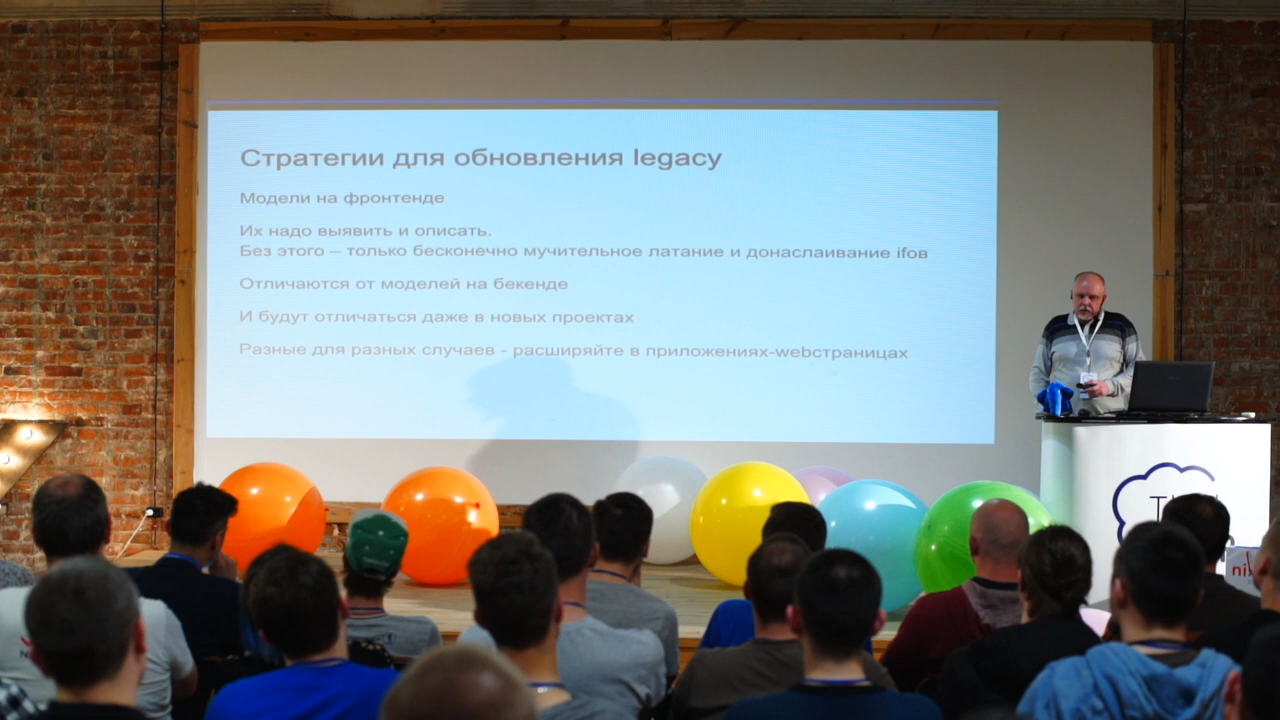 Стратегии для обновления legacy
Модели на фронтенде
Их надо выявить и описать.
Без этого – только бесконечно мучительное латание и донаслаивание ifов
Отличаются от моделей на бекенде
И будут отличаться даже в новых проектах
Разные для разных случаев - расширяйте в приложениях-webстраницах